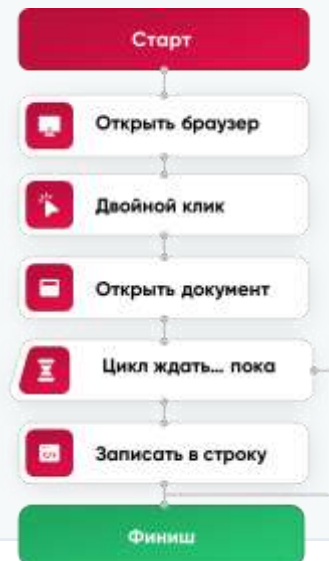 Старт
Открыть браузер
Двойной клик
Открыть документ
Цикл ждать... пока
Записать в строку
Финиш